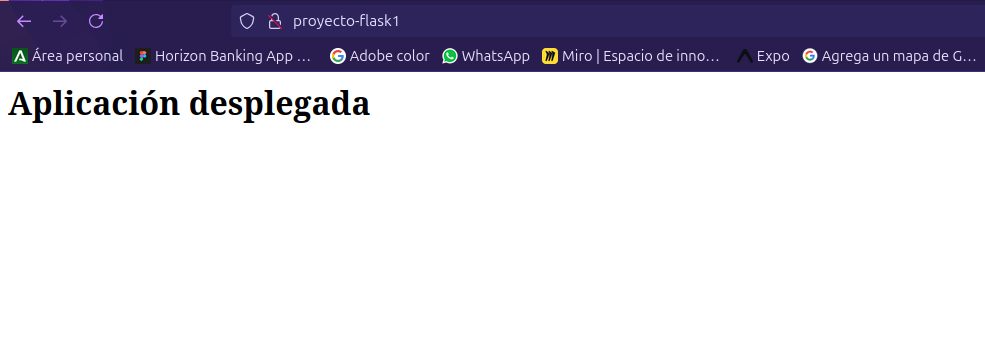 proyecto-flask1
Área personal Horizon Banking App … Adobe color WhatsApp Miro | Espacio de inno… Expo Agrega un mapa de G…
Aplicación desplegada